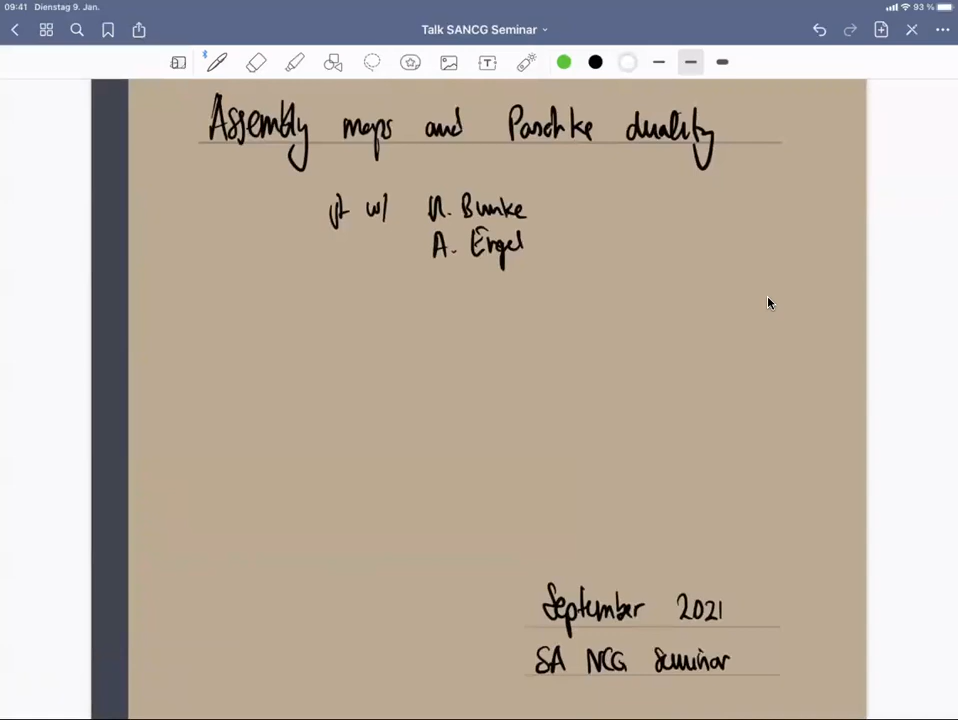 09:41 Dienstag 9. Jan. 93 %
Talk SANCG Seminar
Assembly maps and Paschke duality
jt w/ U. Bunke
A. Engel
September 2021
SA NCG Seminar